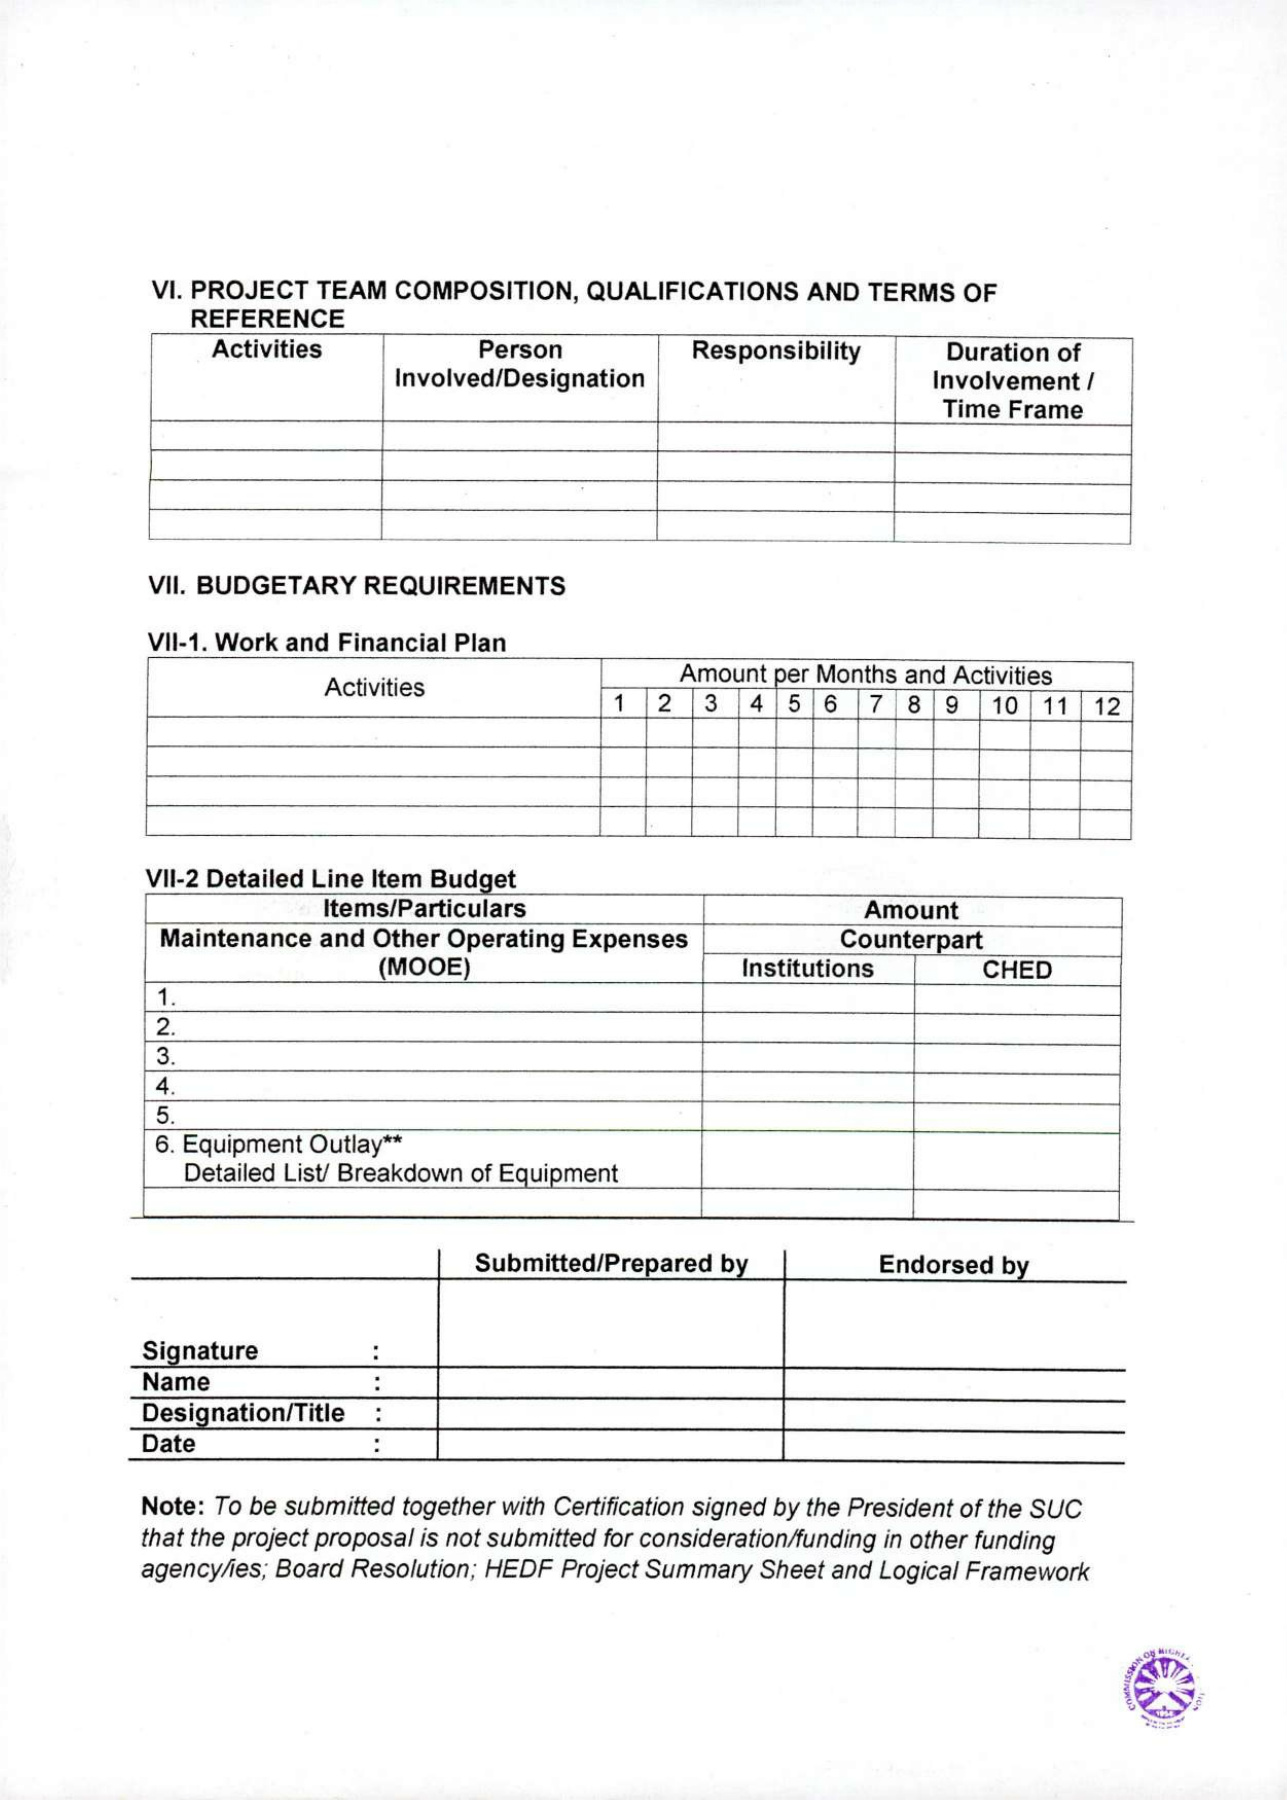 VI. PROJECT TEAM COMPOSITION, QUALIFICATIONS AND TERMS OF
REFERENCE
Activities Person Responsibility Duration of
Involved/Designation Involvement /
Time Frame
VII. BUDGETARY REQUIREMENTS
VII-1. Work and Financial Plan
Activities Amount per Months and Activities
1 2 3 4 5 6 7 8 9 10 11 12
VII-2 Detailed Line Item Budget
Items/Particulars Amount
Maintenance and Other Operating Expenses Counterpart
(MOOE) Institutions CHED
1.
2.
3.
4.
5.
6. Equipment Outlay**
Detailed List/ Breakdown of Equipment
Submitted/Prepared by Endorsed by
Signature :
Name :
Designation/Title :
Date :
Note: To be submitted together with Certification signed by the President of the SUC
that the project proposal is not submitted for consideration/funding in other funding
agency/ies; Board Resolution; HEDF Project Summary Sheet and Logical Framework
COMMISSION ON